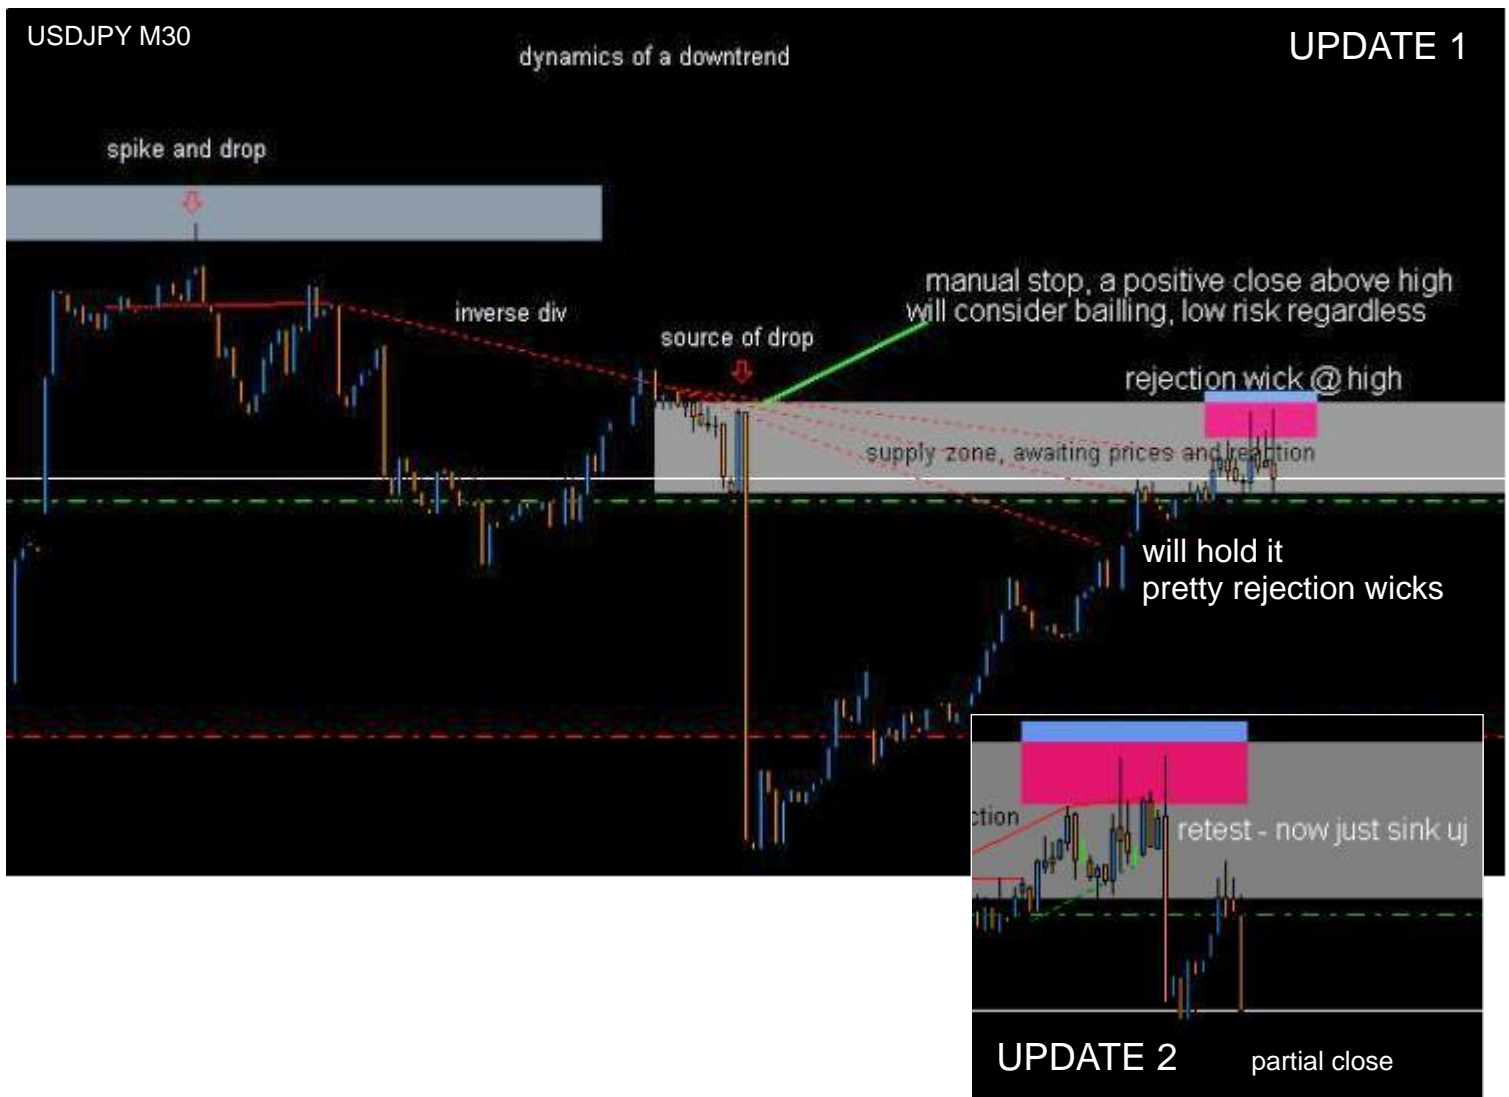 USDJPY M30
UPDATE 1
dynamics of a downtrend
spike and drop
inverse div
source of drop
manual stop, a positive close above high
will consider bailling, low risk regardless
rejection wick @ high
supply zone, awaiting prices and reaction
will hold it
pretty rejection wicks
ction
retest - now just sink uj
UPDATE 2
partial close